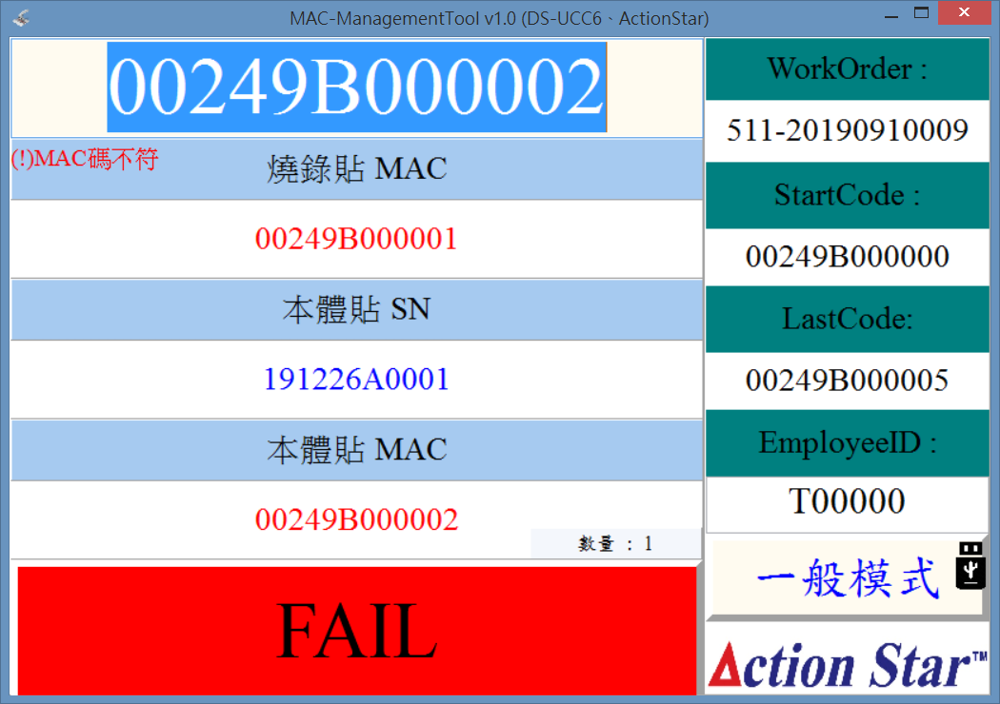 MAC-ManagementTool v1.0 (DS-UCC6、ActionStar)
00249B000002
(!)MAC碼不符
燒錄貼 MAC
00249B000001
本體貼 SN
191226A0001
本體貼 MAC
00249B000002
數量 : 1
FAIL
WorkOrder :
511-20190910009
StartCode :
00249B000000
LastCode:
00249B000005
EmployeeID :
T00000
一般模式
Action Star™